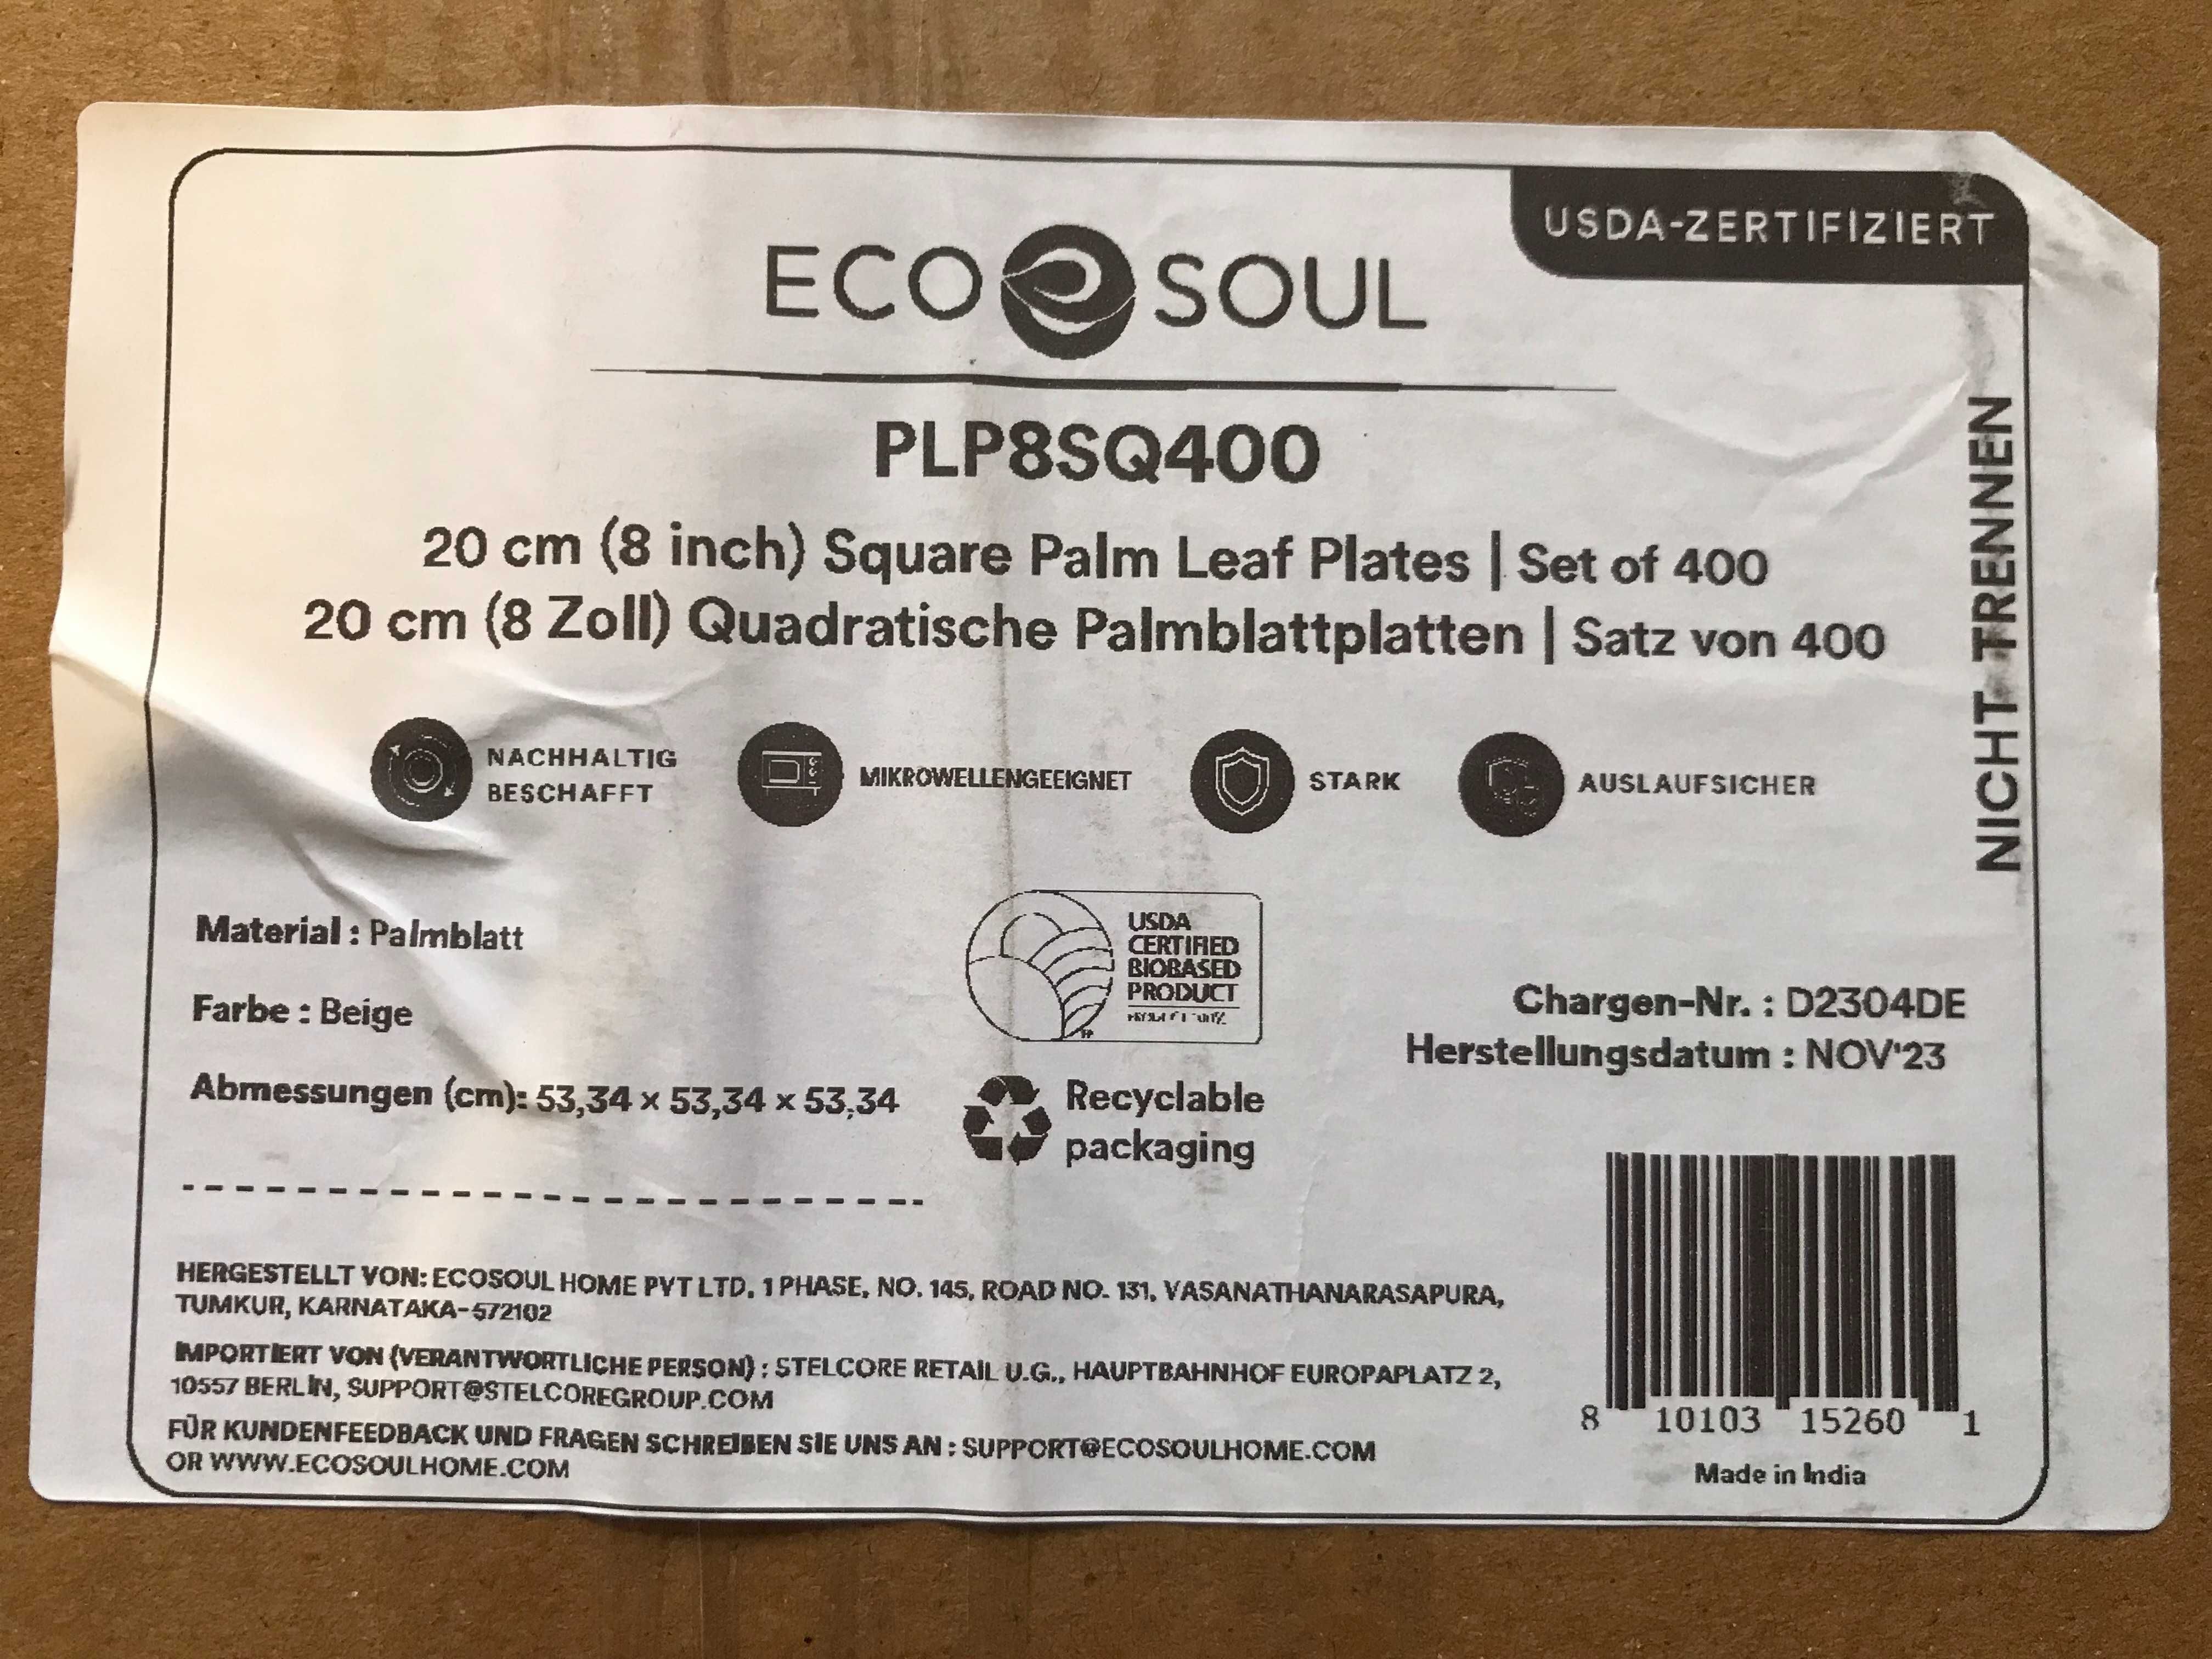 USDA-ZERTIFIZIERT
ECO SOUL
PLP8SQ400
20 cm (8 inch) Square Palm Leaf Plates | Set of 400
20 cm (8 Zoll) Quadratische Palmblattplatten | Satz von 400
NICHT TRENNEN
NACHHALTIG
BESCHAFFT
MIKROWELLENGEEIGNET
STARK
AUSLAUFSICHER
Material : Palmblatt
Farbe : Beige
Abmessungen (cm): 53,34 x 53,34 x 53,34
USDA
CERTIFIED
BIOBASED
PRODUCT
Recyclable
packaging
Chargen-Nr. : D2304DE
Herstellungsdatum : NOV'23
HERGESTELLT VON: ECOSOUL HOME PVT LTD, 1 PHASE, NO. 145, ROAD NO. 131, VASANATHANARASAPURA,
TUMKUR, KARNATAKA-572102
IMPORTIERT VON (VERANTWORTLICHE PERSON) : STELCORE RETAIL U.G., HAUPTBAHNHOF EUROPAPLATZ 2,
10557 BERLIN, SUPPORT@STELCOREGROUP.COM
FÜR KUNDENFEEDBACK UND FRAGEN SCHREIBEN SIE UNS AN : SUPPORT@ECOSOULHOME.COM
OR WWW.ECOSOULHOME.COM
8 10103 15260 1
Made in India